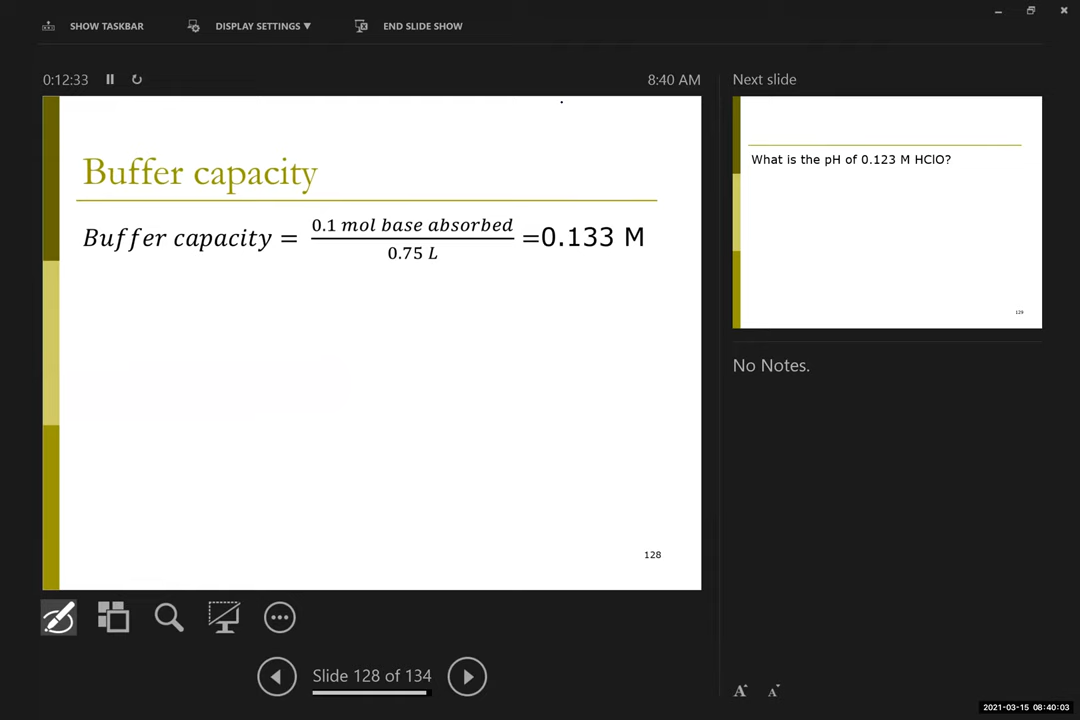 SHOW TASKBAR
DISPLAY SETTINGS ▼
END SLIDE SHOW
0:12:33
8:40 AM
Next slide
Buffer capacity
Buffer capacity = 0.1 mol base absorbed / 0.75 L =0.133 M
128
What is the pH of 0.123 M HClO?
129
No Notes.
Slide 128 of 134
A A
2021-03-15 08:40:03